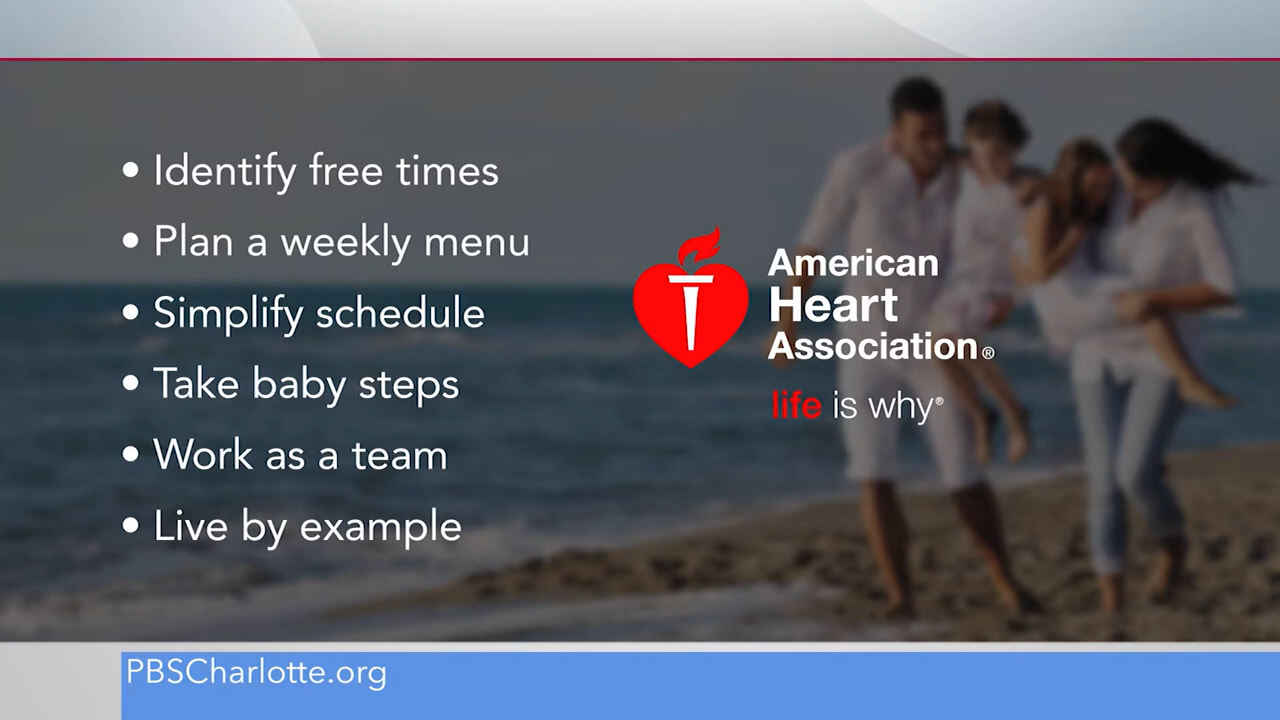 • Identify free times
• Plan a weekly menu
• Simplify schedule
• Take baby steps
• Work as a team
• Live by example
American
Heart
Association®
life is why®
PBSCharlotte.org